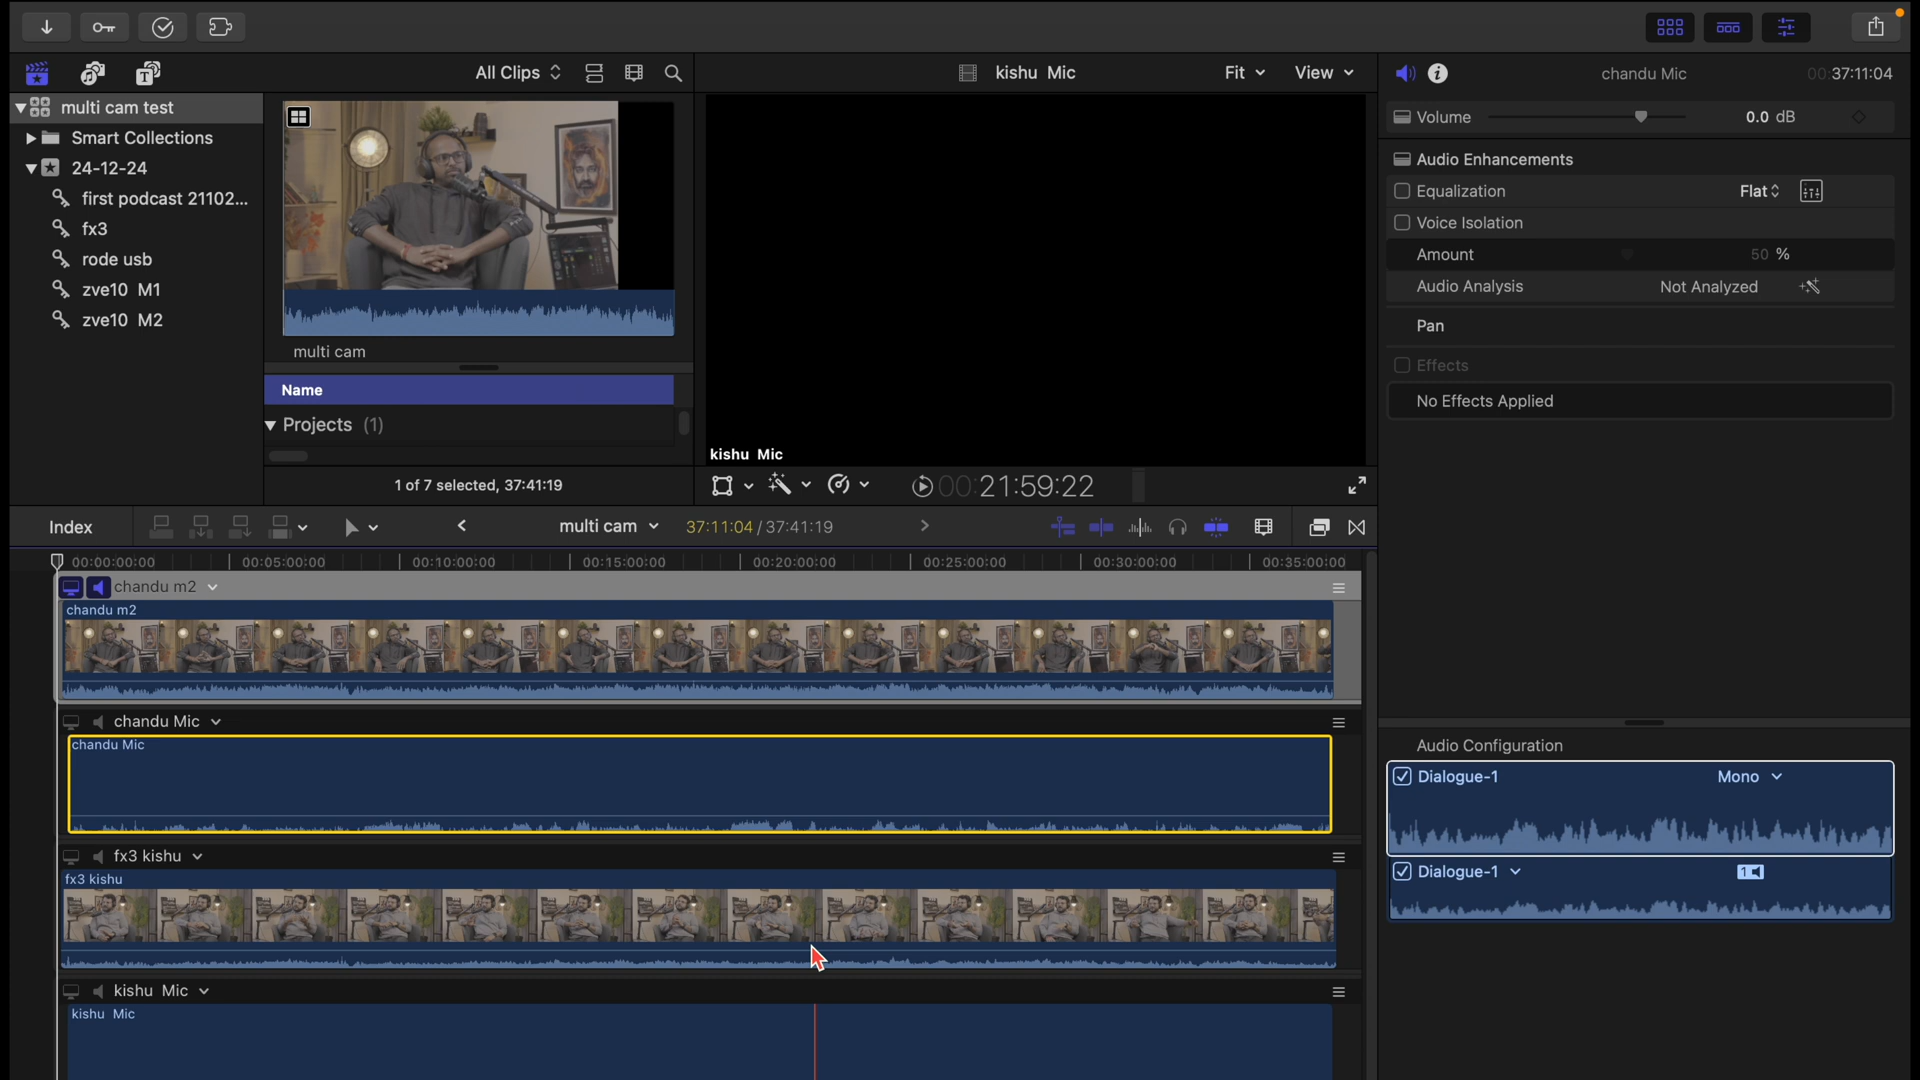 All Clips
kishu Mic
Fit
View
chandu Mic
00:37:11:04
multi cam test
Smart Collections
24-12-24
first podcast 21102...
fx3
rode usb
zve10 M1
zve10 M2
multi cam
Name
Projects (1)
1 of 7 selected, 37:41:19
kishu Mic
00:21:59:22
Volume
0.0 dB
Audio Enhancements
Equalization
Flat
Voice Isolation
Amount
50 %
Audio Analysis
Not Analyzed
Pan
Effects
No Effects Applied
Index
multi cam
37:11:04 / 37:41:19
00:00:00:00
00:05:00:00
00:10:00:00
00:15:00:00
00:20:00:00
00:25:00:00
00:30:00:00
00:35:00:00
chandu m2
chandu m2
chandu Mic
chandu Mic
fx3 kishu
fx3 kishu
kishu Mic
kishu Mic
Audio Configuration
Dialogue-1
Mono
Dialogue-1
1